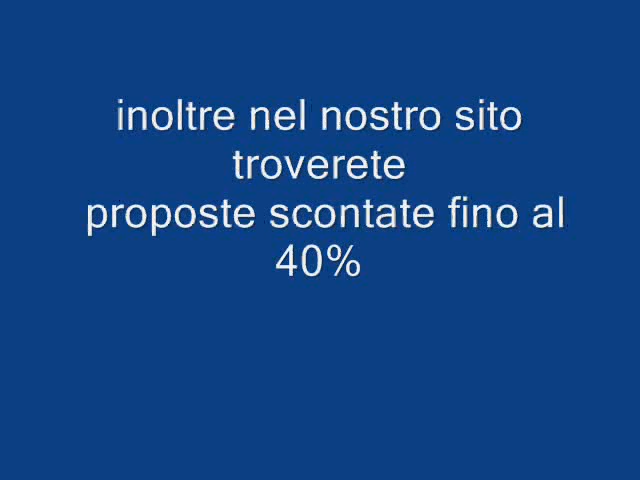 inoltre nel nostro sito
troverete
proposte scontate fino al
40%